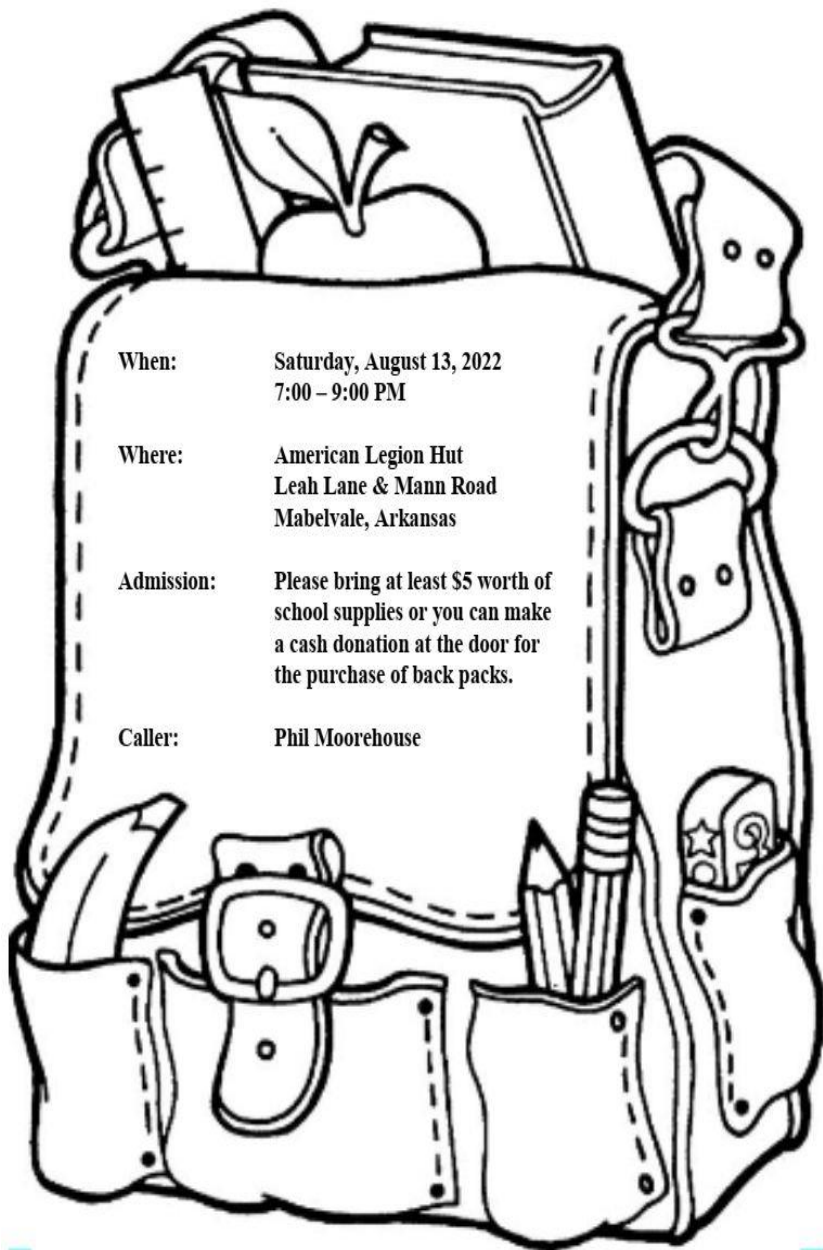 When: Saturday, August 13, 2022
7:00 – 9:00 PM
Where: American Legion Hut
Leah Lane & Mann Road
Mabelvale, Arkansas
Admission: Please bring at least $5 worth of
school supplies or you can make
a cash donation at the door for
the purchase of back packs.
Caller: Phil Moorehouse